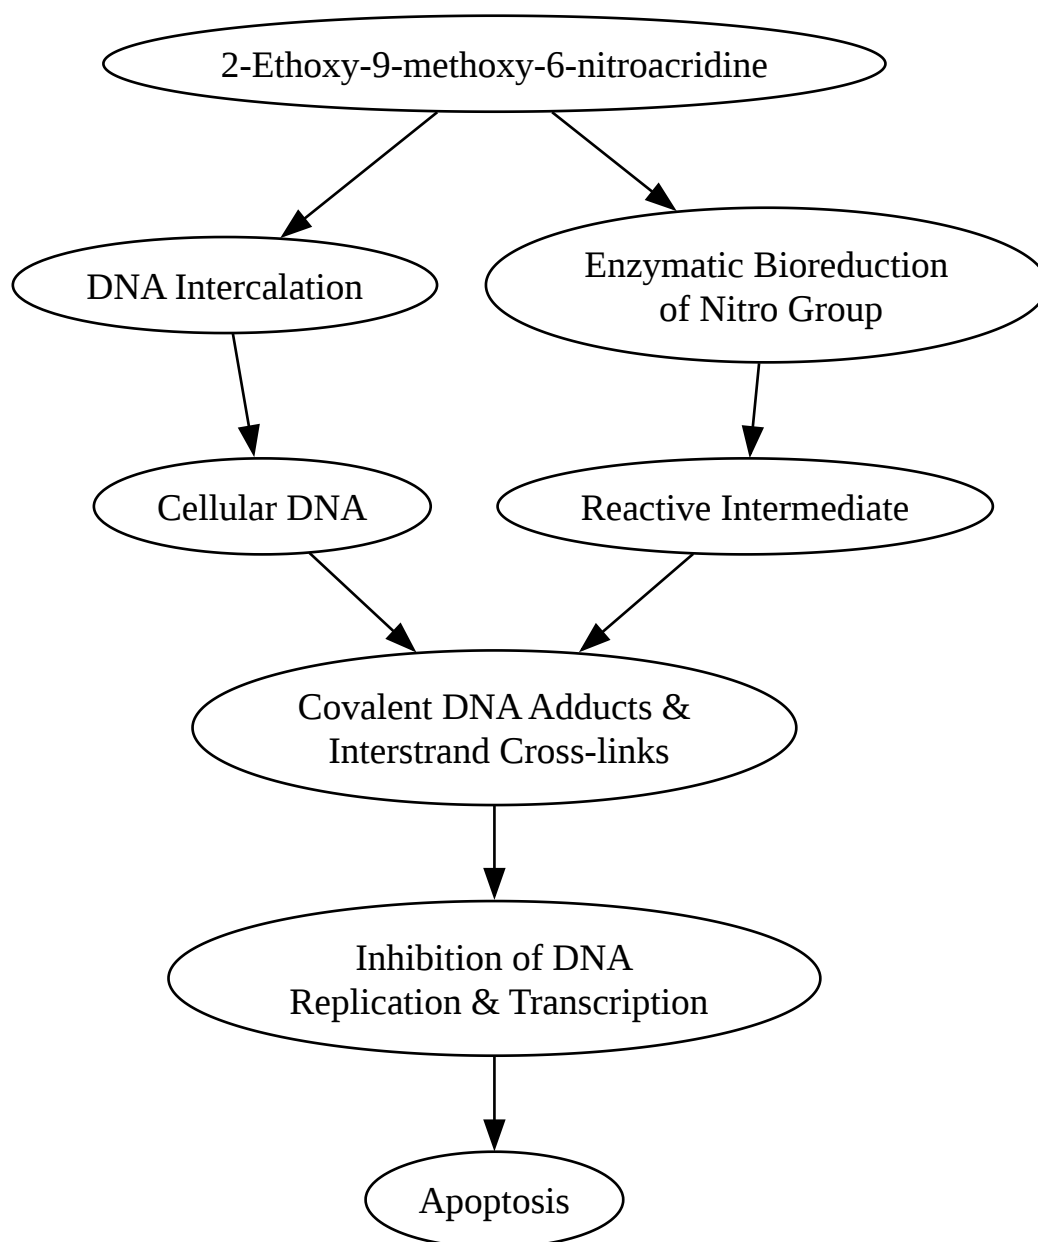 2-Ethoxy-9-methoxy-6-nitroacridine
DNA Intercalation
Enzymatic Bioreduction
of Nitro Group
Cellular DNA
Reactive Intermediate
Covalent DNA Adducts &
Interstrand Cross-links
Inhibition of DNA
Replication & Transcription
Apoptosis